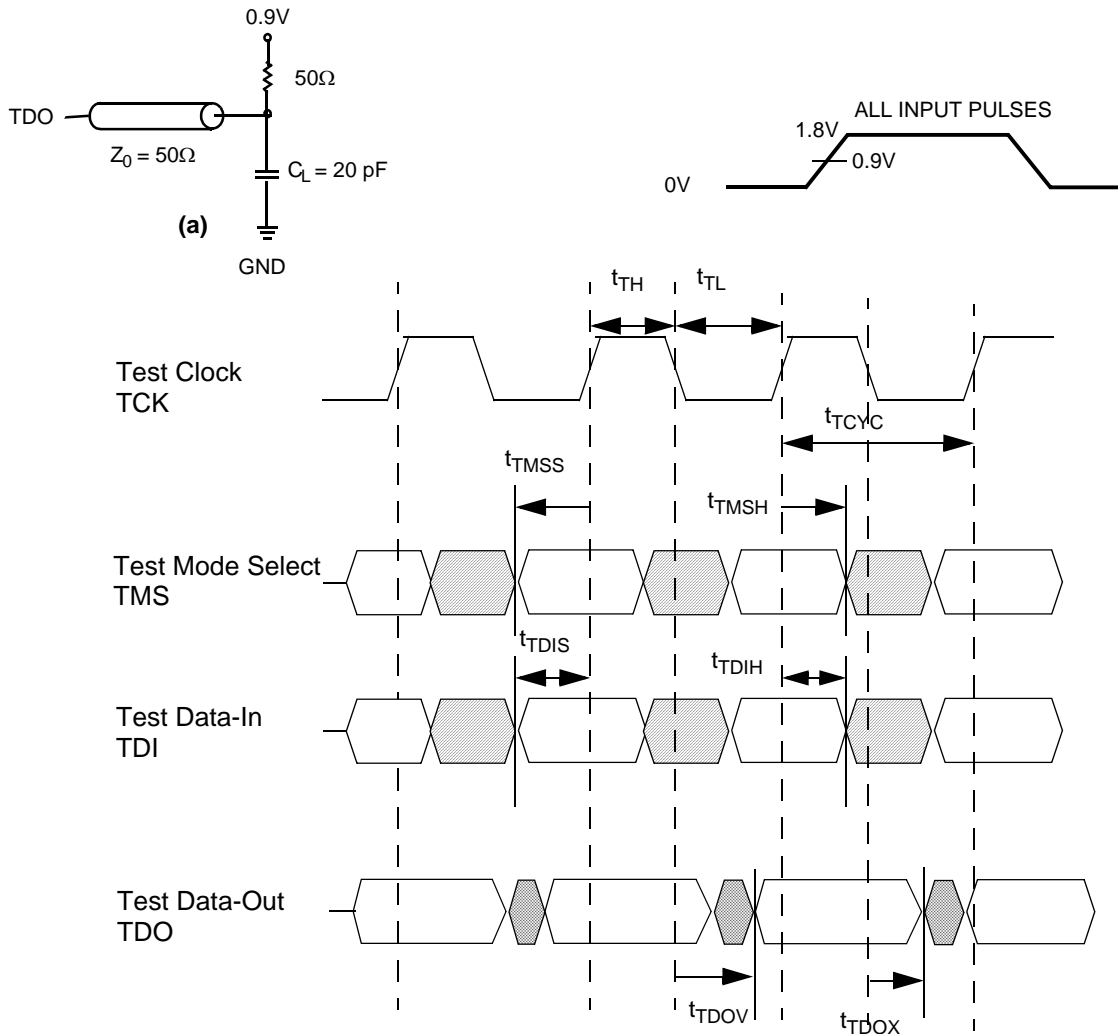 0.9V
50Ω
TDO
Z0 = 50Ω
CL = 20 pF
(a)
GND
ALL INPUT PULSES
1.8V
0.9V
0V
tTH
tTL
Test Clock
TCK
tTCYC
tTMSS
tTMSH
Test Mode Select
TMS
tTDIS
tTDIH
Test Data-In
TDI
Test Data-Out
TDO
tTDOV
tTDOX